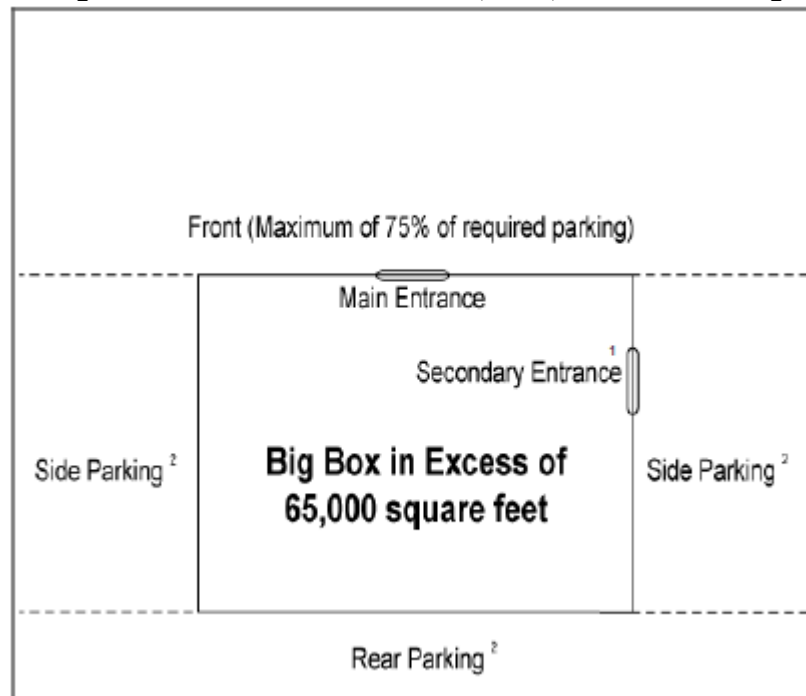 Front (Maximum of 75% of required parking)
Main Entrance
Secondary Entrance 1
Big Box in Excess of
65,000 square feet
Side Parking 2
Side Parking 2
Rear Parking 2